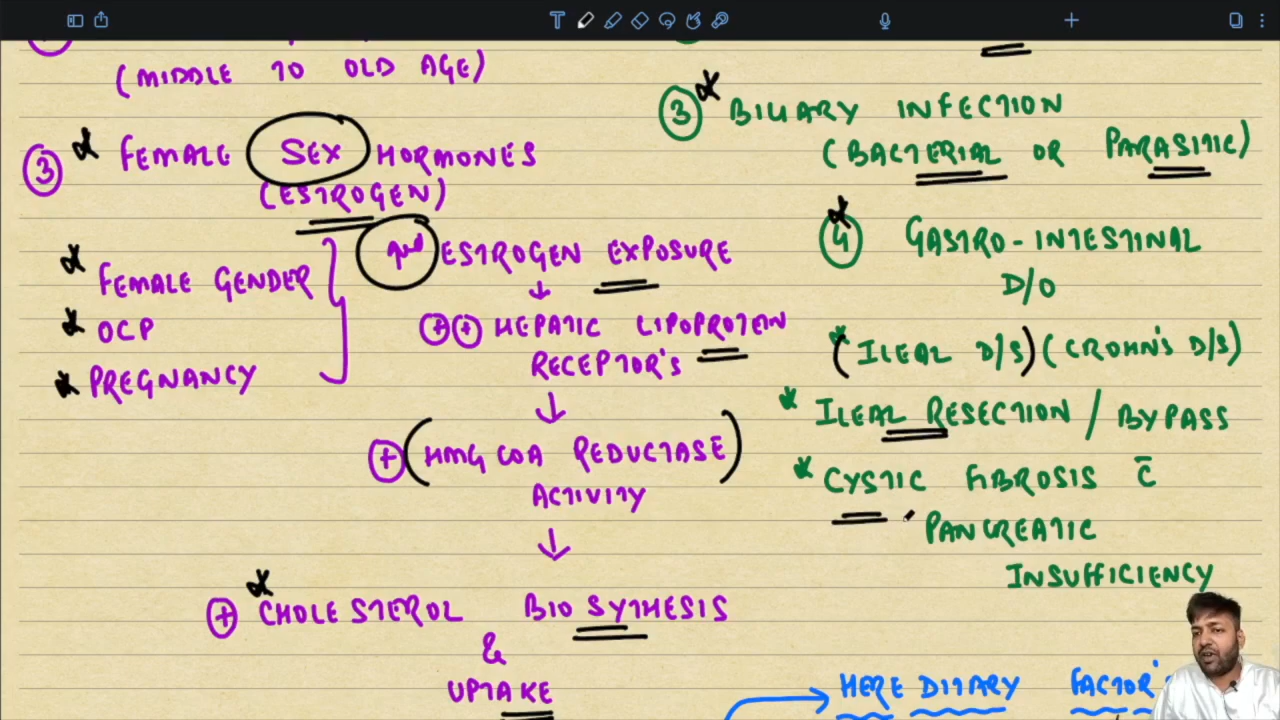 (MIDDLE TO OLD AGE)
③ FEMALE SEX HORMONES
(ESTROGEN)
FEMALE GENDER
OCP
PREGNANCY
ESTROGEN EXPOSURE
↓
⊕⊕ HEPATIC LIPOPROTEIN
RECEPTOR'S
↓
⊕ (HMG COA REDUCTASE)
ACTIVITY
↓
⊕ CHOLESTEROL BIOSYTHESIS
&
UPTAKE
③ BILIARY INFECTION
(BACTERIAL OR PARASITIC)
④ GASTRO-INTESTINAL
D/O
(ILEAL D/S) (CROHN'S D/S)
ILEAL RESECTION / BYPASS
CYSTIC FIBROSIS C̄
PANCREATIC
INSUFFICIENCY
→ HEREDITARY FACTOR'S